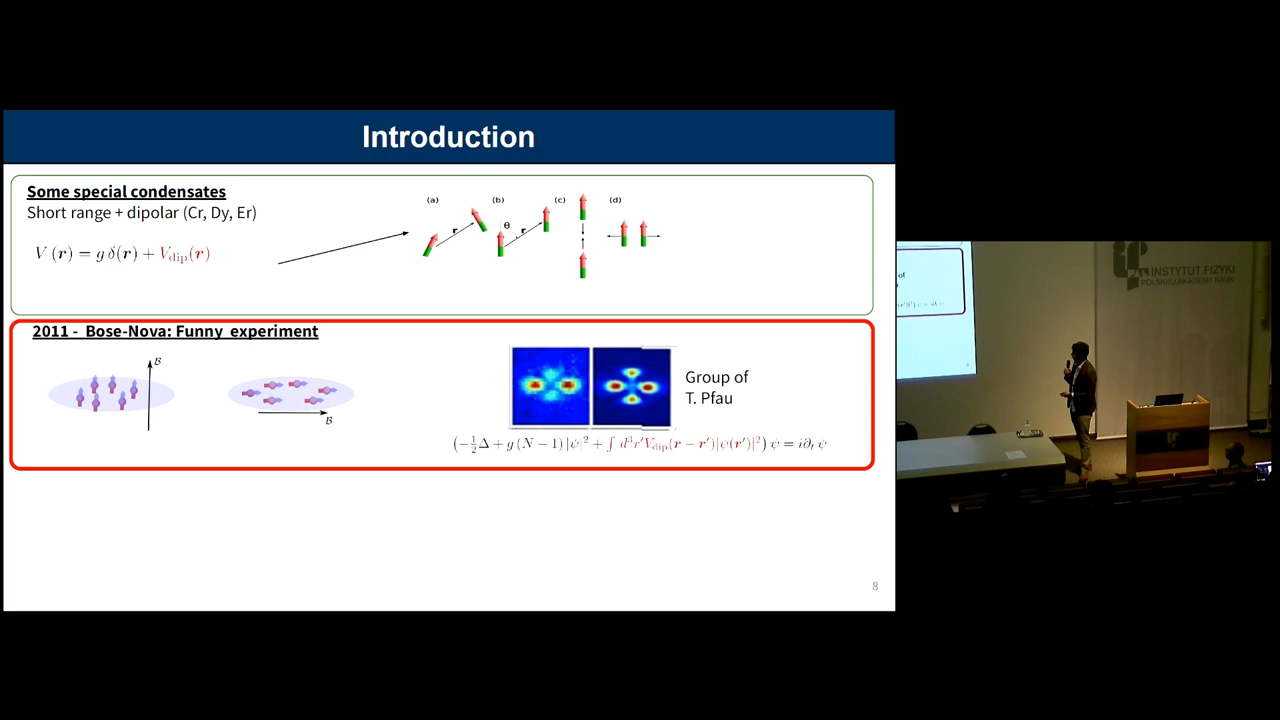 Introduction
Some special condensates
Short range + dipolar (Cr, Dy, Er)
V(r) = g δ(r) + V_dip(r)
(a) (b) (c) (d)
r θ r
2011 - Bose-Nova: Funny experiment
B
B
Group of
T. Pfau
(-½Δ + g(N − 1)|ψ|² + ∫ d³r′V_dip(r − r′)|ψ(r′)|²) ψ = i∂_t ψ
8
INSTYTUT FIZYKI
POLSKIEJ AKADEMII NAUK